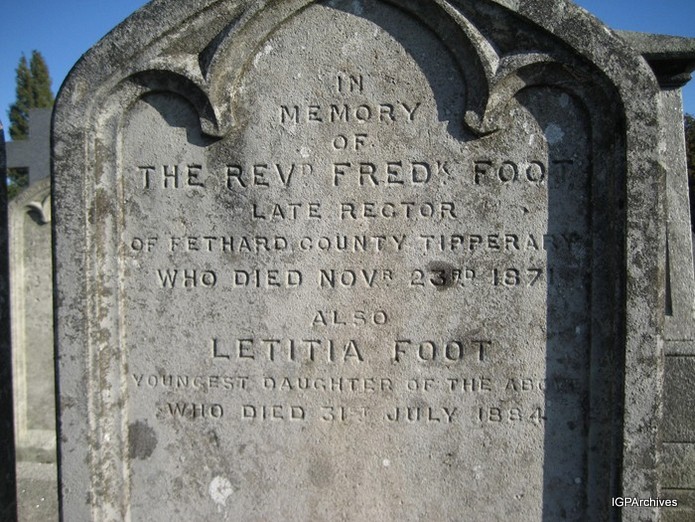 IN
MEMORY
OF
THE REVD FREDK FOOT
LATE RECTOR
OF FETHARD, COUNTY TIPPERARY
WHO DIED NOVR 23RD 1871
ALSO
LETITIA FOOT
YOUNGEST DAUGHTER OF THE ABOVE
WHO DIED 31ST JULY 1884
IGPArchives